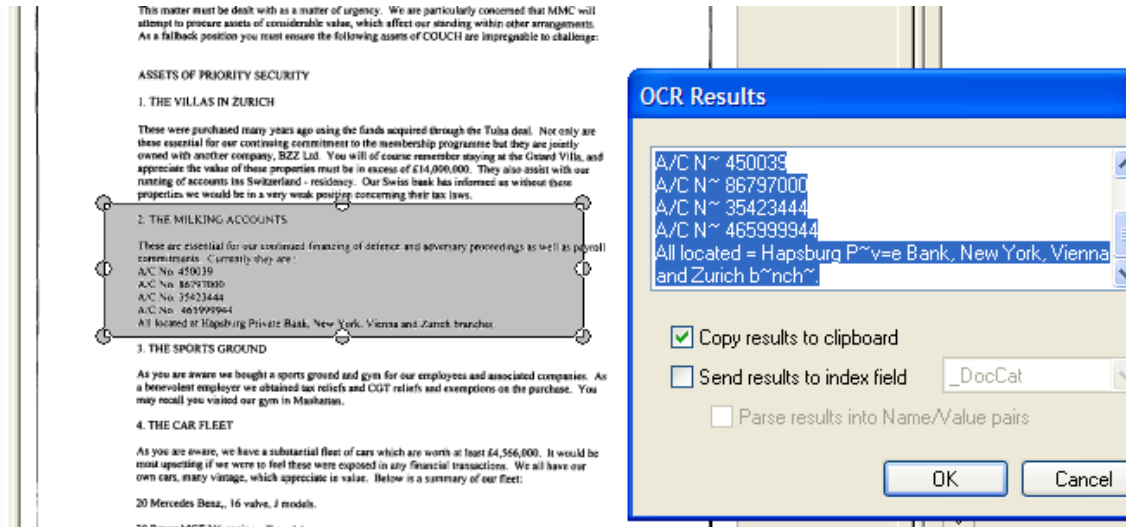 This matter must be dealt with as a matter of urgency. We are particularly concerned that MMC will
attempt to procure assets of considerable value, which affect our standing within other arrangements.
As a fallback position you must ensure the following assets of COUCH are impregnable to challenge:
ASSETS OF PRIORITY SECURITY
1. THE VILLAS IN ZURICH
These were purchased many years ago using the funds acquired through the Tulsa deal. Not only are
these essential for our continuing commitment to the membership programme but they are jointly
owned with another company, BZZ Ltd. You will of course remember staying at the Gstard Villa, and
appreciate the value of these properties must be in excess of £14,000,000. They also assist with our
running of accounts ins Switzerland - residency. Our Swiss bank has informed us without these
properties we would be in a very weak position concerning their tax laws.
2. THE MILKING ACCOUNTS
These are essential for our continued financing of defence and adversary proceedings as well as payroll
commitments. Currently they are :
A/C No. 450039
A/C No. 86797000
A/C No. 35423444
A/C No. 465999944
All located at Hapsburg Private Bank, New York, Vienna and Zurich branches.
3. THE SPORTS GROUND
As you are aware we bought a sports ground and gym for our employees and associated companies. As
a benevolent employer we obtained tax reliefs and CGT reliefs and exemptions on the purchase. You
may recall you visited our gym in Manhattan.
4. THE CAR FLEET
As you are aware, we have a substantial fleet of cars which are worth at least £4,566,000. It would be
most upsetting if we were to feel these were exposed in any financial transactions. We all have our
own cars, many vintage, which appreciate in value. Below is a summary of our fleet:
20 Mercedes Benz,, 16 valve, J models.
OCR Results
A/C N~ 450039
A/C N~ 86797000
A/C N~ 35423444
A/C N~ 465999944
All located = Hapsburg P~v=e Bank, New York, Vienna
and Zurich b~nch~.
Copy results to clipboard
Send results to index field
_DocCat
Parse results into Name/Value pairs
OK
Cancel